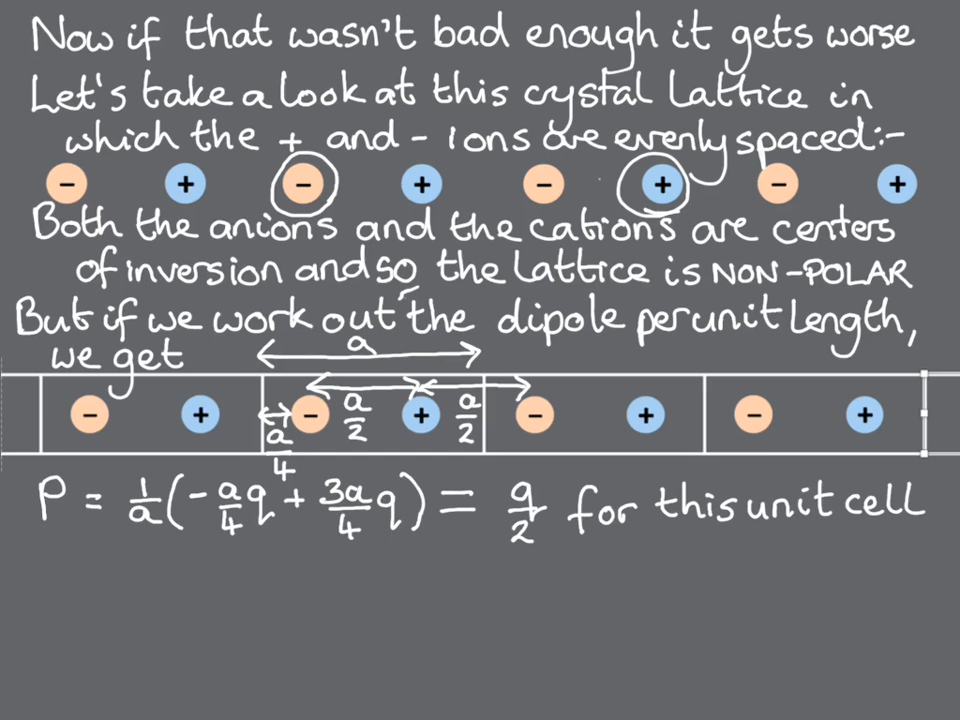 Now if that wasn't bad enough it gets worse
Let's take a look at this crystal lattice in
which the + and - ions are evenly spaced:-
- + - + - + - +
Both the anions and the cations are centers
of inversion and so the lattice is NON-POLAR
But if we work out the dipole per unit length,
we get
a
- + - + - + - +
a/2 a/2
a/4
P = 1/a(-a/4 q + 3a/4 q) = q/2 for this unit cell